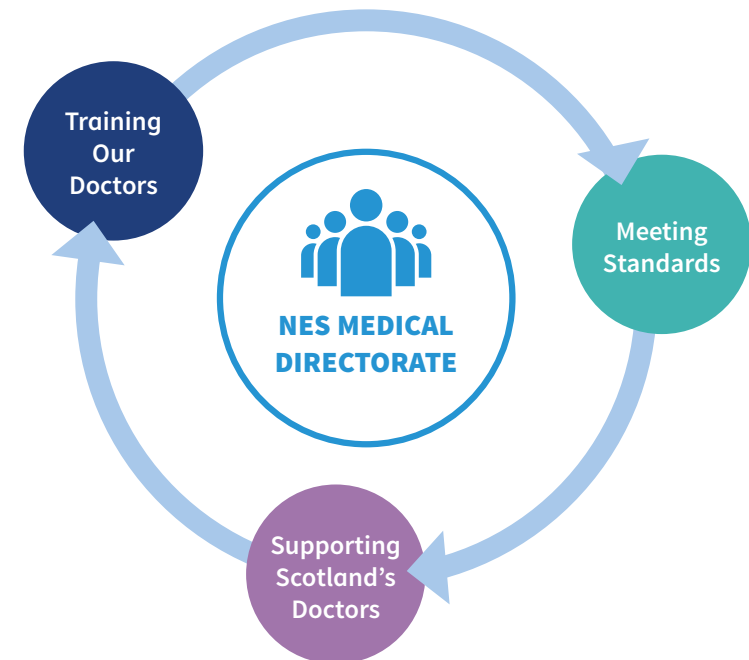 Training
Our
Doctors
Meeting
Standards
NES MEDICAL
DIRECTORATE
Supporting
Scotland’s
Doctors